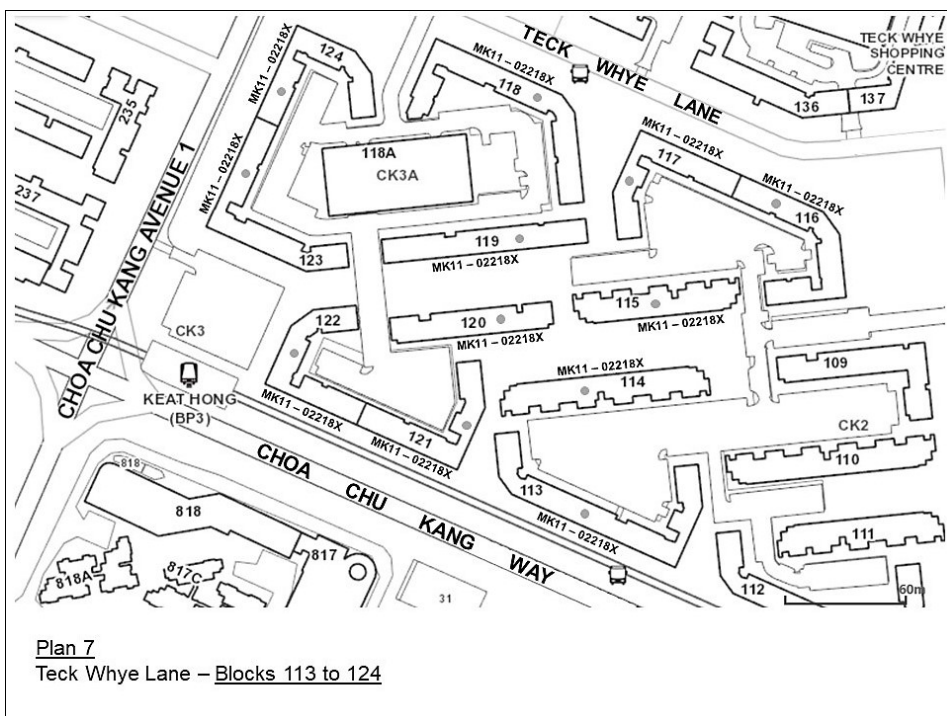 TECK WHYE LANE
TECK WHYE
SHOPPING
CENTRE
136
137
124
MK11 – 02218X
MK11 – 02218X
118
MK11 – 02218X
235
118A
CK3A
MK11 – 02218X
117
MK11 – 02218X
116
MK11 – 02218X
237
CHOA CHU KANG AVENUE 1
123
119
MK11 – 02218X
115
MK11 – 02218X
122
120
MK11 – 02218X
CK3
KEAT HONG
(BP3)
MK11 – 02218X
114
109
MK11 – 02218X
121
MK11 – 02218X
CK2
110
CHOA CHU KANG WAY
113
MK11 – 02218X
818
818
817
111
818A
817C
31
112
60m
Plan 7
Teck Whye Lane – Blocks 113 to 124